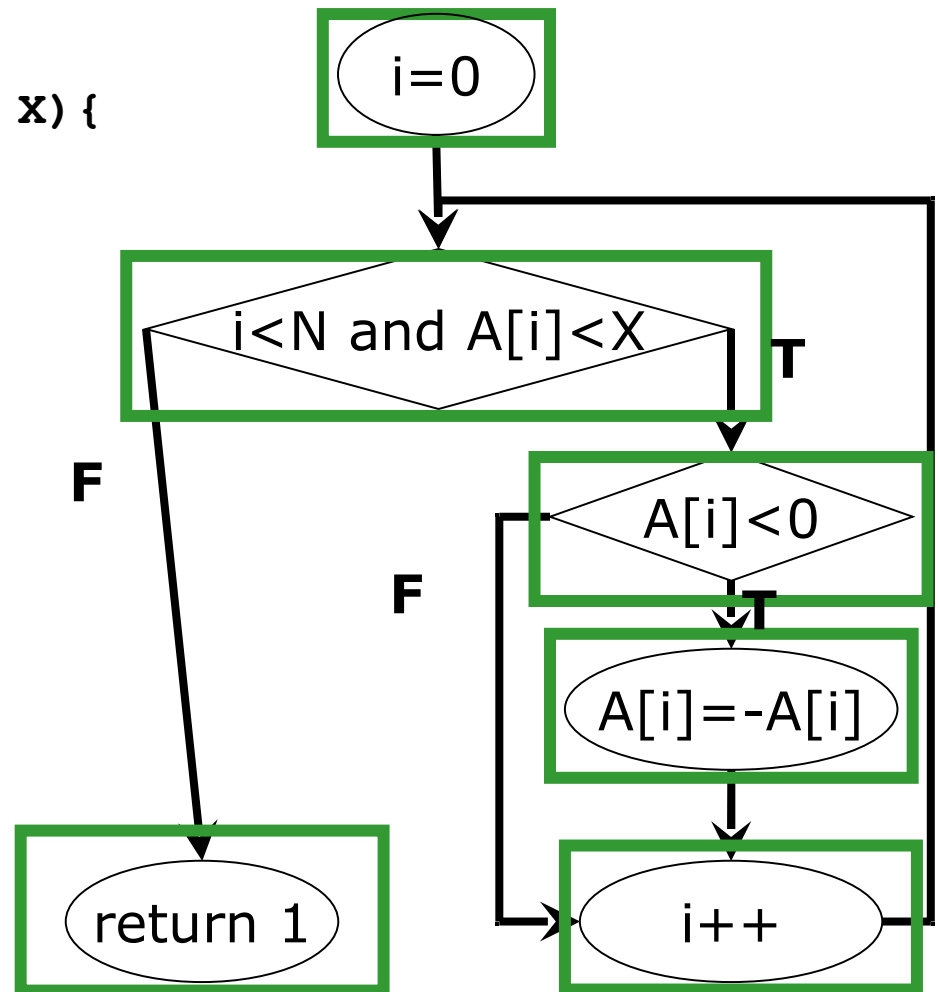 i=0
X) {
i<N and A[i]<X
T
F
A[i]<0
F
T
A[i]=-A[i]
return 1
i++